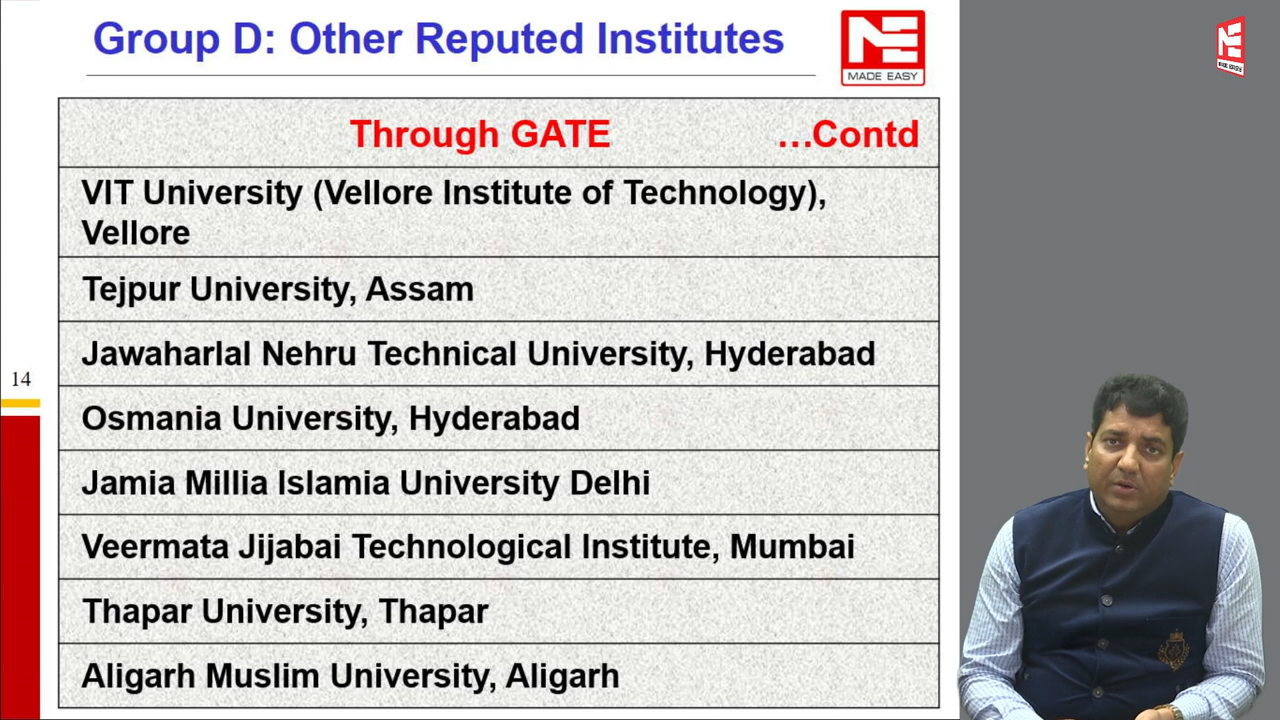 Group D: Other Reputed Institutes
MADE EASY
Through GATE ...Contd
VIT University (Vellore Institute of Technology),
Vellore
Tejpur University, Assam
Jawaharlal Nehru Technical University, Hyderabad
14
Osmania University, Hyderabad
Jamia Millia Islamia University Delhi
Veermata Jijabai Technological Institute, Mumbai
Thapar University, Thapar
Aligarh Muslim University, Aligarh